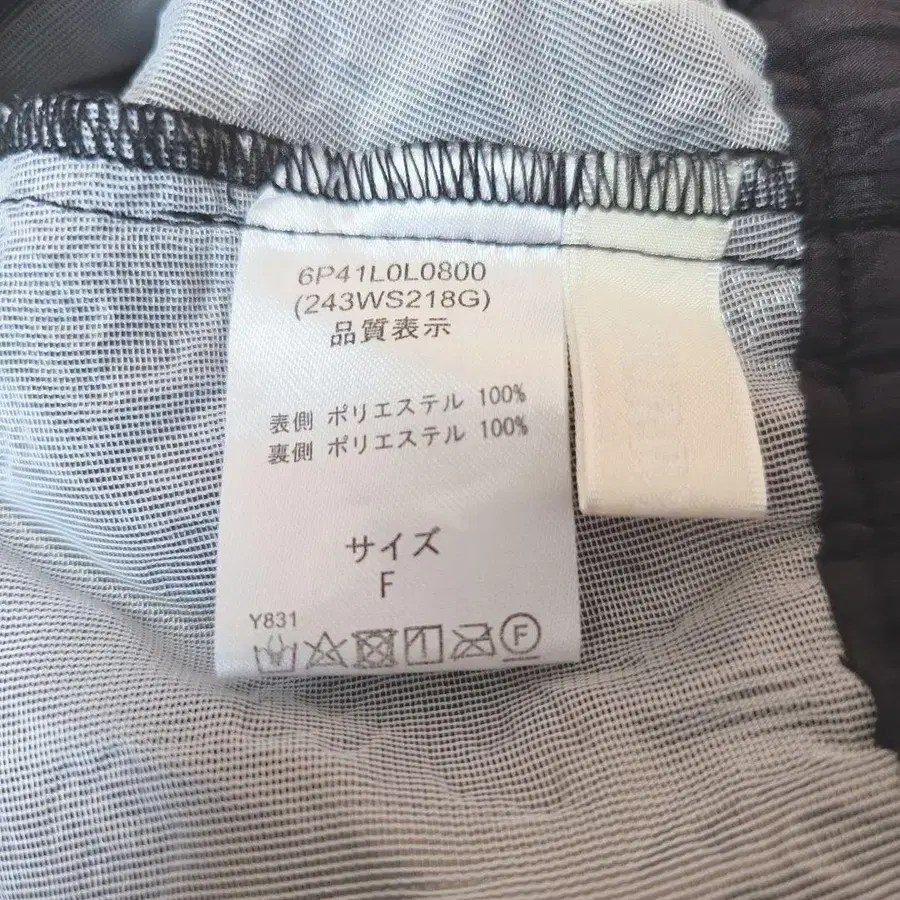 6P41L0L0800
(243WS218G)
品質表示
表側 ポリエステル 100%
裏側 ポリエステル 100%
サイズ
F
Y831
F